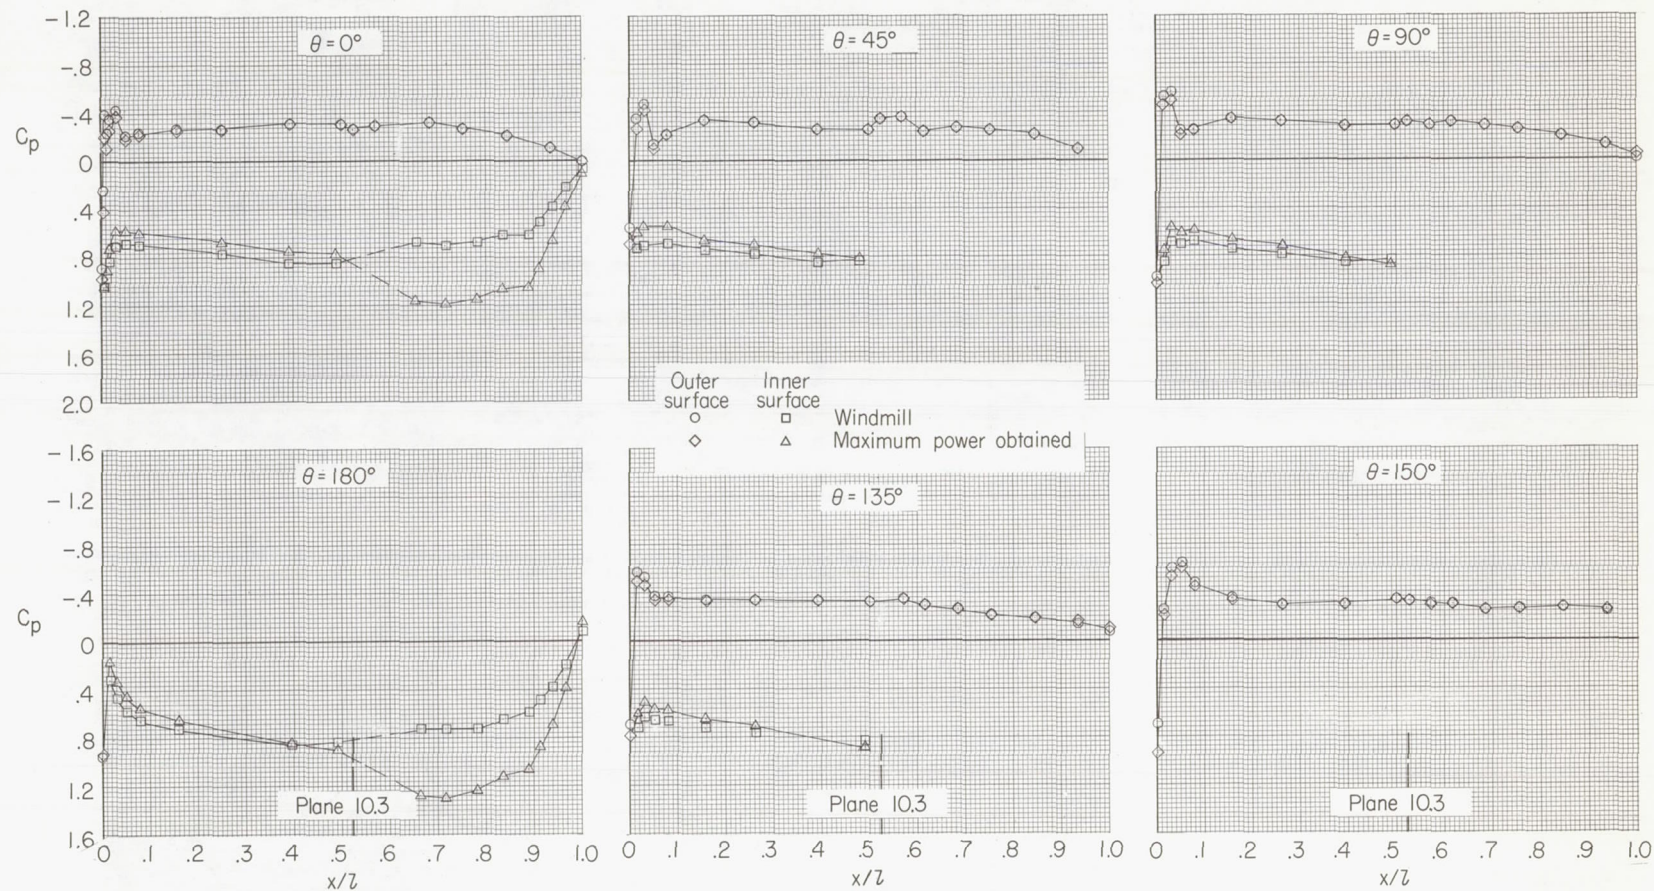 θ = 0°
θ = 45°
θ = 90°
−1.2
−.8
−.4
0
.4
.8
1.2
1.6
2.0
Cp
Outer surface
Inner surface
Windmill
Maximum power obtained
θ = 180°
θ = 135°
θ = 150°
−1.6
−1.2
−.8
−.4
0
.4
.8
1.2
1.6
Cp
Plane 10.3
Plane 10.3
Plane 10.3
0 .1 .2 .3 .4 .5 .6 .7 .8 .9 1.0
0 .1 .2 .3 .4 .5 .6 .7 .8 .9 1.0
0 .1 .2 .3 .4 .5 .6 .7 .8 .9 1.0
x/l
x/l
x/l